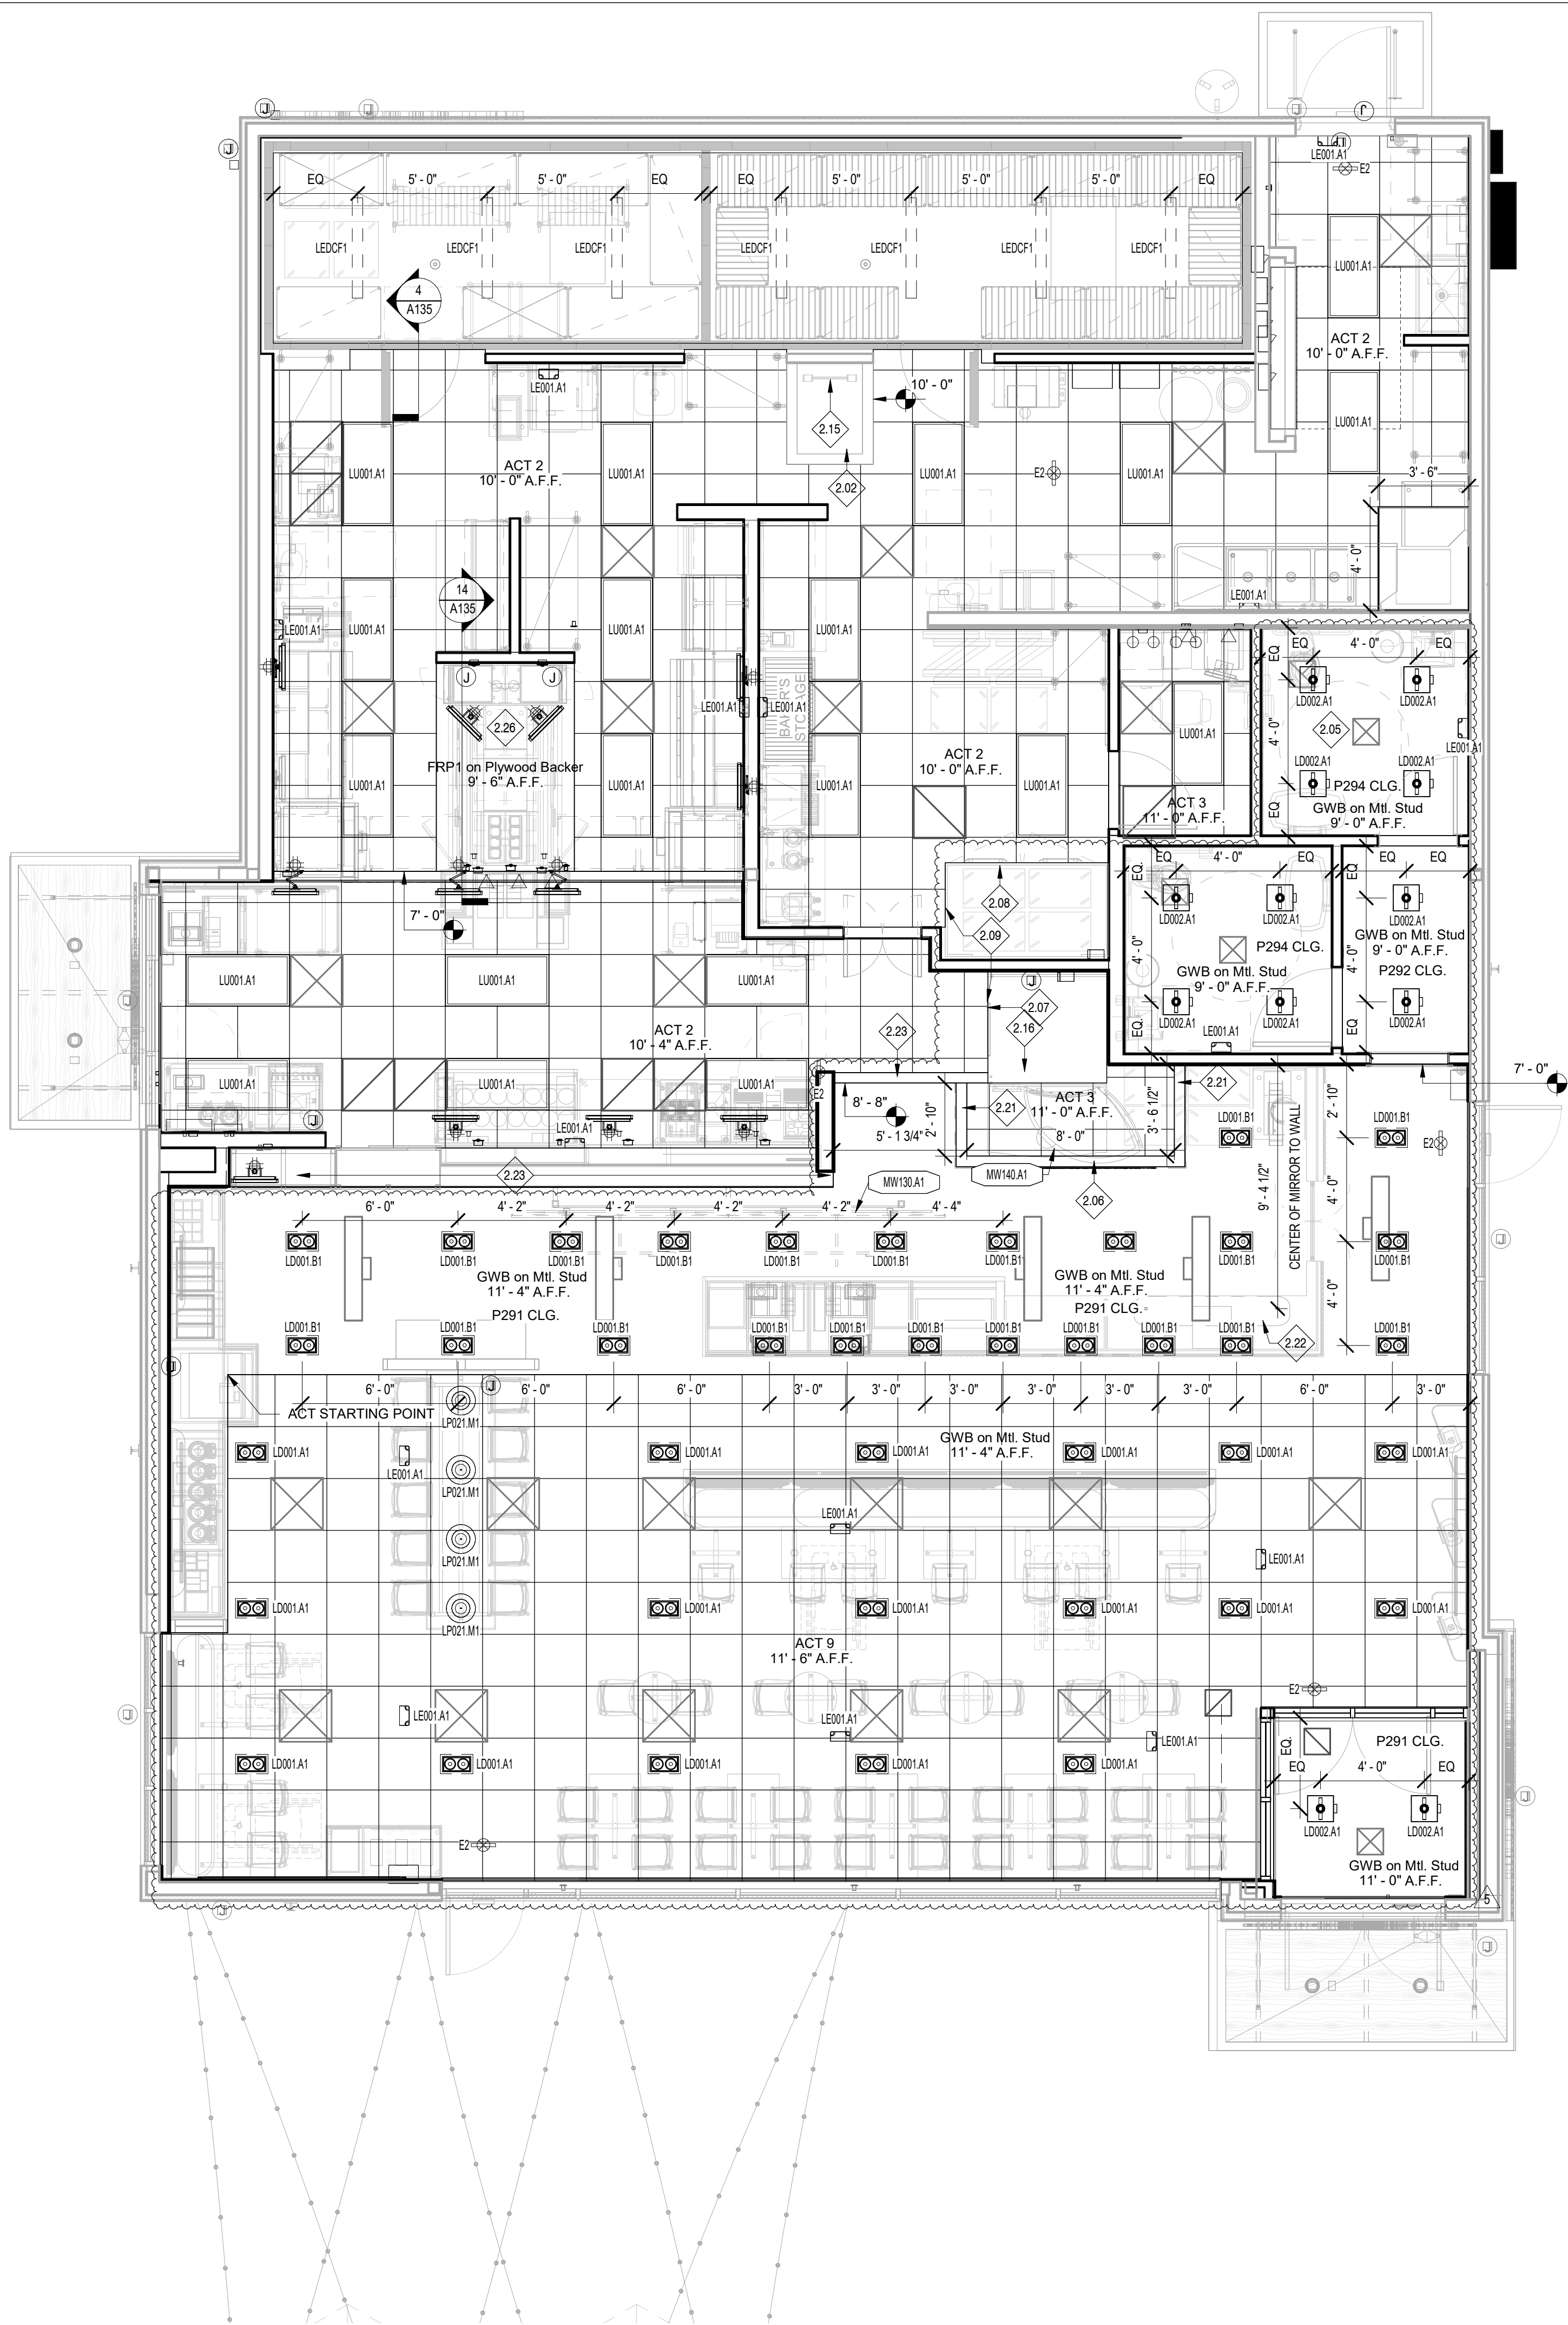 J
J
J
J
J
LE001.A1
E2
EQ
5' - 0"
5' - 0"
EQ
EQ
5' - 0"
5' - 0"
5' - 0"
EQ
LEDCF1
LEDCF1
LEDCF1
LEDCF1
LEDCF1
LEDCF1
LEDCF1
LU001.A1
4
A135
ACT 2
10' - 0" A.F.F.
LE001.A1
10' - 0"
2.15
LU001.A1
ACT 2
10' - 0" A.F.F.
LU001.A1
LU001.A1
E2
LU001.A1
LU001.A1
3' - 6"
2.02
4' - 0"
14
A135
LE001.A1
LE001.A1
LU001.A1
LU001.A1
LU001.A1
EQ
4' - 0"
EQ
EQ
J
J
LD002.A1
LD002.A1
LE001.A1
LE001.A1
BAKER'S
STORAGE
2.26
2.05
LU001.A1
4' - 0"
LE001.A1
FRP1 on Plywood Backer
9' - 6" A.F.F.
ACT 2
10' - 0" A.F.F.
LD002.A1
LD002.A1
LU001.A1
LU001.A1
LU001.A1
LU001.A1
P294 CLG.
ACT 3
11' - 0" A.F.F.
GWB on Mtl. Stud
9' - 0" A.F.F.
EQ
EQ
4' - 0"
EQ
EQ
EQ
EQ.
EQ
2.08
7' - 0"
LD002.A1
LD002.A1
LD002.A1
2.09
P294 CLG.
GWB on Mtl. Stud
9' - 0" A.F.F.
P292 CLG.
4' - 0"
4' - 0"
GWB on Mtl. Stud
9' - 0" A.F.F.
LU001.A1
LU001.A1
LU001.A1
J
J
2.07
LD002.A1
LD002.A1
LD002.A1
2.16
EQ.
EQ
LE001.A1
ACT 2
10' - 4" A.F.F.
2.23
7' - 0"
LU001.A1
LU001.A1
LU001.A1
E2
8' - 8"
2.21
ACT 3
11' - 0" A.F.F.
2.21
J
LE001.A1
5' - 1 3/4"
2' - 10"
8' - 0"
3' - 6 1/2"
2' - 10"
LD001.B1
LD001.B1
E2
2.23
MW130.A1
MW140.A1
2.06
9' - 4 1/2"
CENTER OF MIRROR TO WALL
4' - 0"
6' - 0"
4' - 2"
4' - 2"
4' - 2"
4' - 2"
4' - 4"
J
LD001.B1
LD001.B1
LD001.B1
LD001.B1
LD001.B1
LD001.B1
LD001.B1
LD001.B1
LD001.B1
GWB on Mtl. Stud
11' - 4" A.F.F.
P291 CLG.
GWB on Mtl. Stud
11' - 4" A.F.F.
P291 CLG.
4' - 0"
LD001.B1
LD001.B1
LD001.B1
LD001.B1
LD001.B1
LD001.B1
LD001.B1
LD001.B1
LD001.B1
LD001.B1
LD001.B1
2.22
J
J
6' - 0"
6' - 0"
6' - 0"
3' - 0"
3' - 0"
3' - 0"
3' - 0"
3' - 0"
3' - 0"
6' - 0"
3' - 0"
ACT STARTING POINT
LP021.M1
GWB on Mtl. Stud
11' - 4" A.F.F.
LD001.A1
LD001.A1
LD001.A1
LD001.A1
LD001.A1
LD001.A1
LE001.A1
LP021.M1
LE001.A1
LP021.M1
LE001.A1
LD001.A1
LD001.A1
LD001.A1
LD001.A1
LD001.A1
LD001.A1
LP021.M1
ACT 9
11' - 6" A.F.F.
E2
J
LE001.A1
LE001.A1
LE001.A1
P291 CLG.
EQ.
LD001.A1
LD001.A1
LD001.A1
LD001.A1
LD001.A1
EQ
4' - 0"
EQ
J
LD002.A1
LD002.A1
E2
GWB on Mtl. Stud
11' - 0" A.F.F.
5
J
J